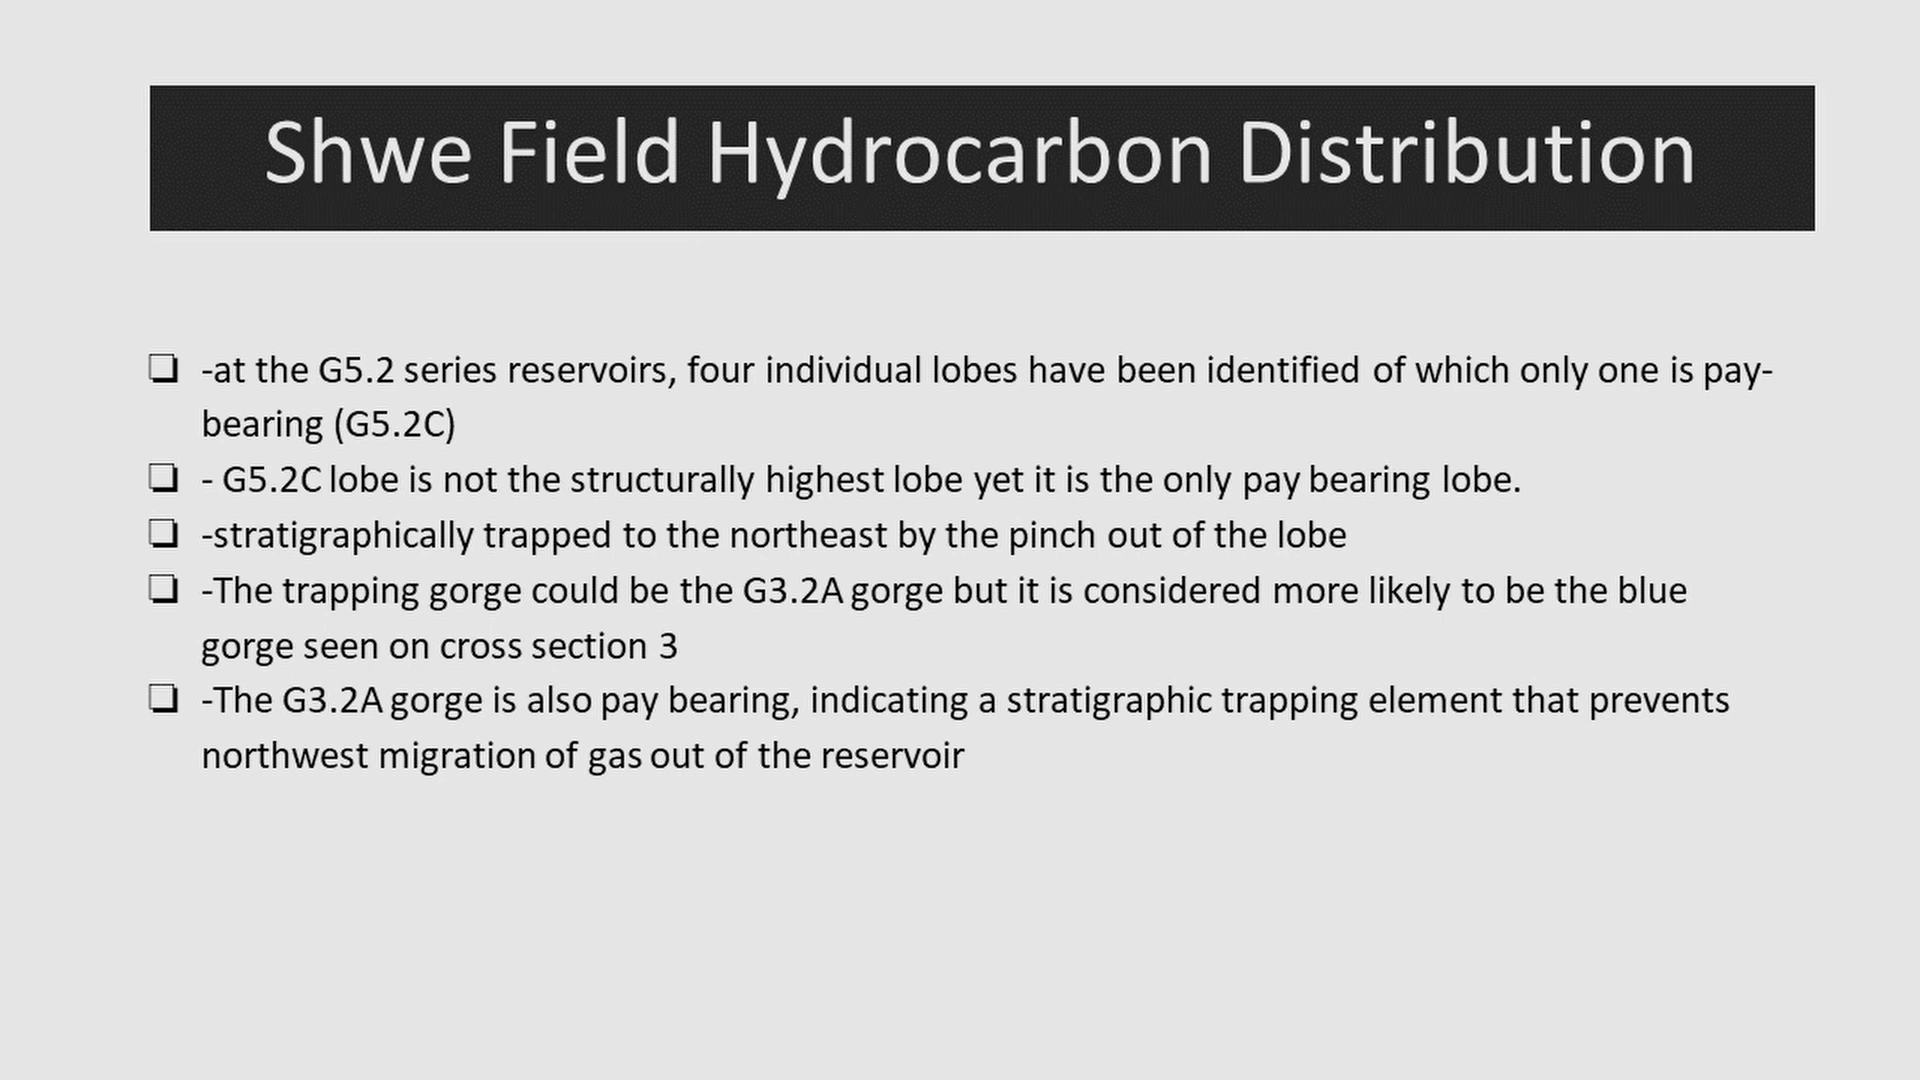 Shwe Field Hydrocarbon Distribution
-at the G5.2 series reservoirs, four individual lobes have been identified of which only one is pay-
bearing (G5.2C)
- G5.2C lobe is not the structurally highest lobe yet it is the only pay bearing lobe.
-stratigraphically trapped to the northeast by the pinch out of the lobe
-The trapping gorge could be the G3.2A gorge but it is considered more likely to be the blue
gorge seen on cross section 3
-The G3.2A gorge is also pay bearing, indicating a stratigraphic trapping element that prevents
northwest migration of gas out of the reservoir